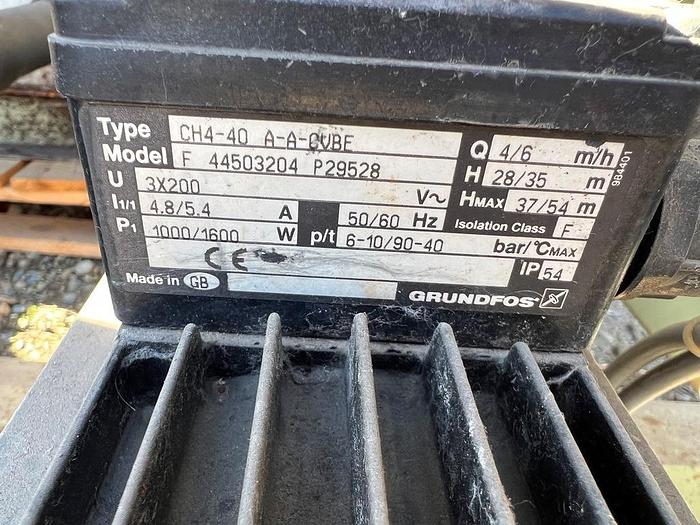 Type CH4-40 A-A-CVBE
Model F 44503204 P29528
U 3X200 V~
I1/1 4.8/5.4 A 50/60 Hz
P1 1000/1600 W p/t 6-10/90-40 bar/°CMAX
Q 4/6 m/h
H 28/35 m
HMAX 37/54 m
Isolation Class F
IP 54
CE
Made in GB
GRUNDFOS
984401